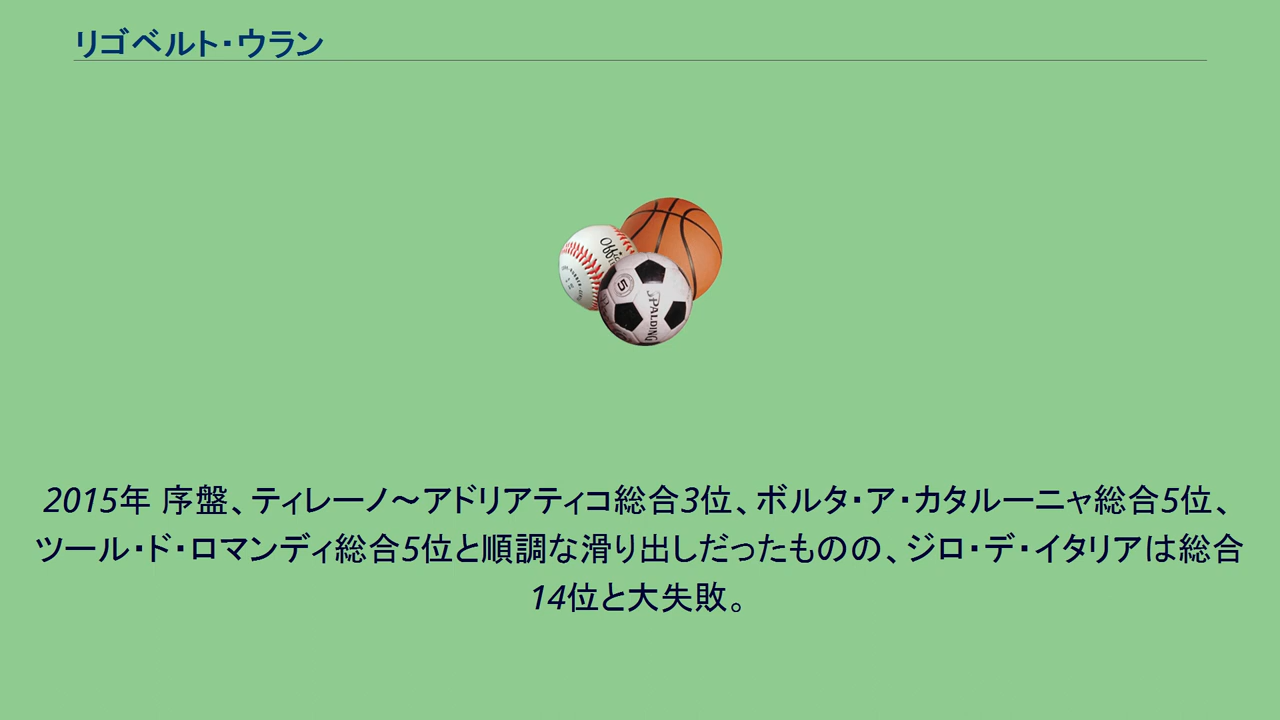 リゴベルト・ウラン
Offic
5
SPALDING
2015年 序盤、ティレーノ～アドリアティコ総合3位、ボルタ・ア・カタルーニャ総合5位、
ツール・ド・ロマンディ総合5位と順調な滑り出しだったものの、ジロ・デ・イタリアは総合
14位と大失敗。